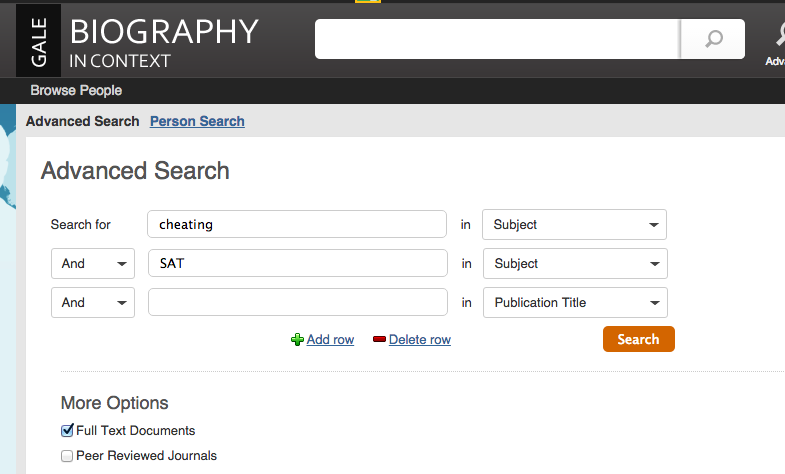 GALE
BIOGRAPHY
IN CONTEXT
Adv
Browse People
Advanced Search Person Search
Advanced Search
Search for cheating in Subject
And SAT in Subject
And in Publication Title
Add row Delete row Search
More Options
Full Text Documents
Peer Reviewed Journals